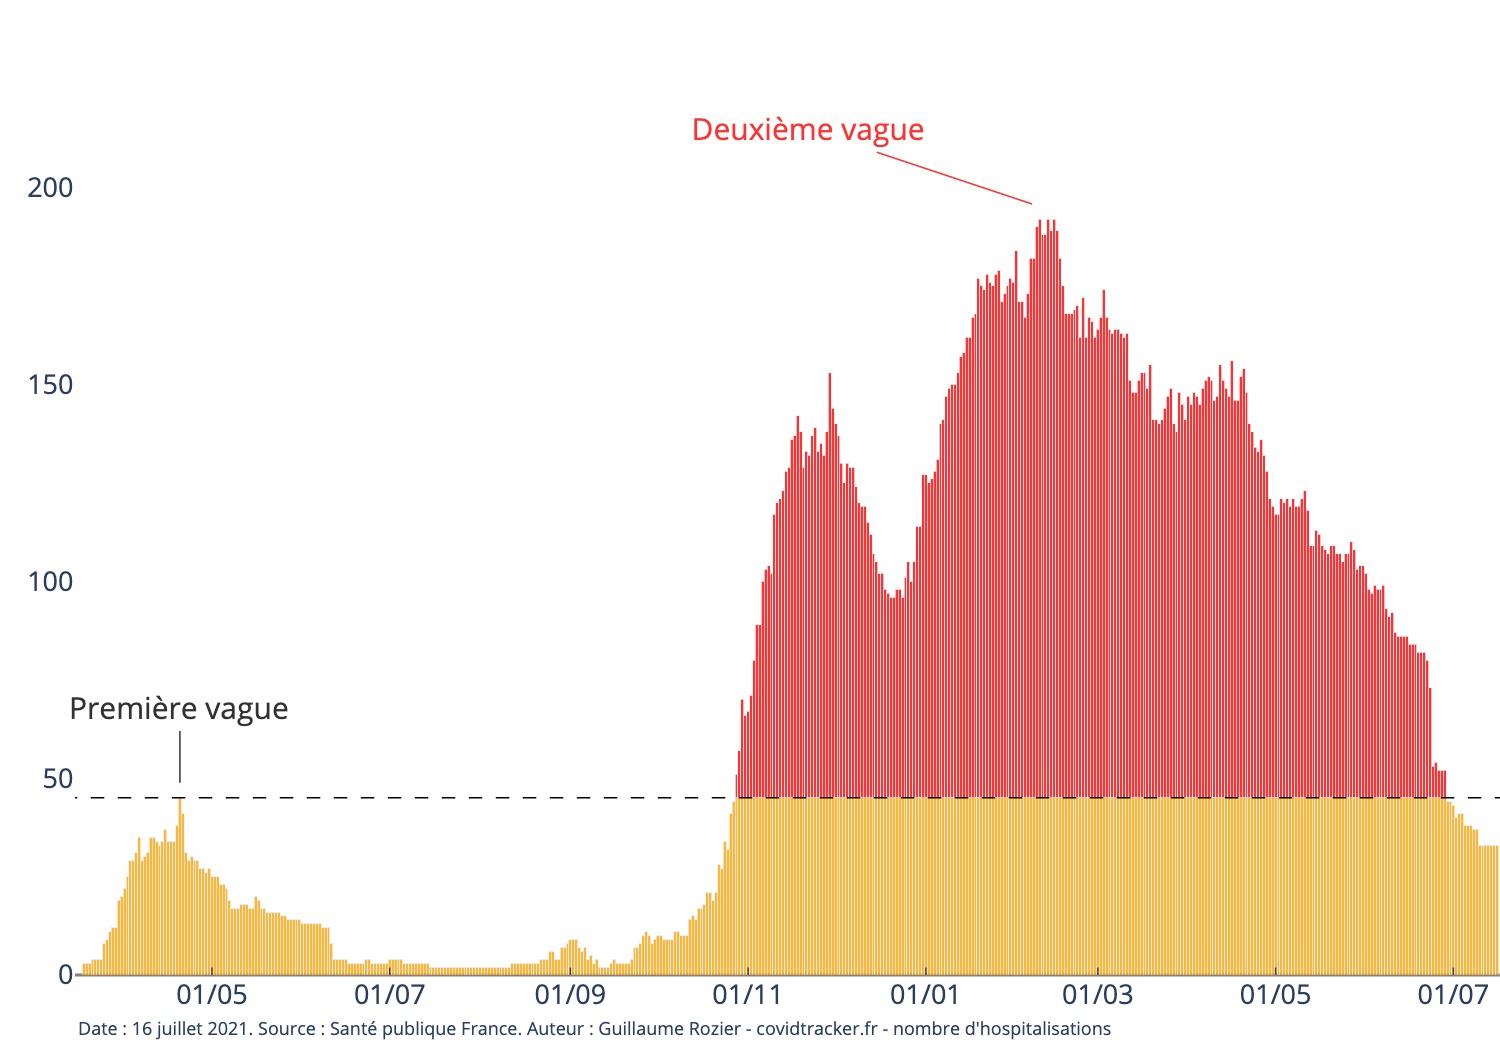 Deuxième vague
200
150
100
Première vague
50
0
01/05 01/07 01/09 01/11 01/01 01/03 01/05 01/07
Date : 16 juillet 2021. Source : Santé publique France. Auteur : Guillaume Rozier - covidtracker.fr - nombre d'hospitalisations